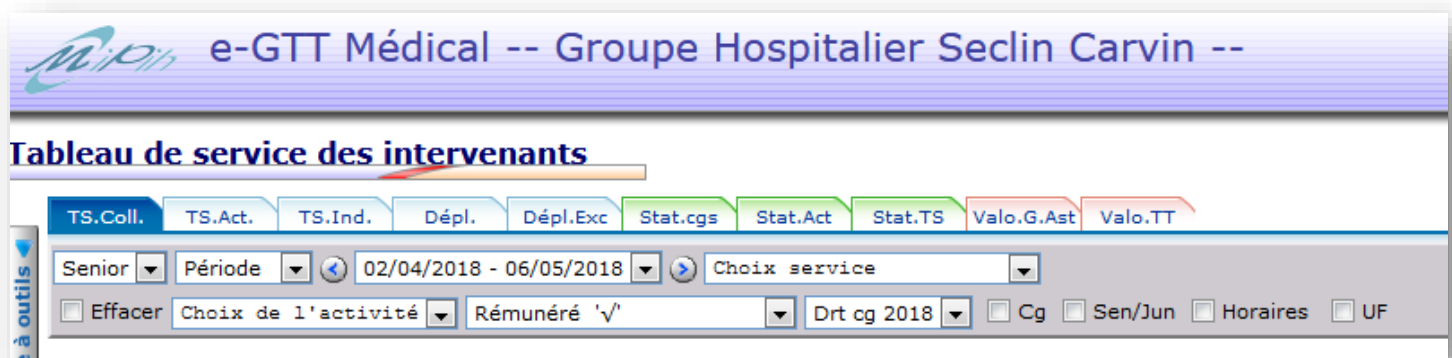 MiPih e-GTT Médical -- Groupe Hospitalier Seclin Carvin --
Tableau de service des intervenants
TS.Coll. TS.Act. TS.Ind. Dépl. Dépl.Exc Stat.cgs Stat.Act Stat.TS Valo.G.Ast Valo.TT
Senior Période 02/04/2018 - 06/05/2018 Choix service
Effacer Choix de l'activité Rémunéré '√' Drt cg 2018 Cg Sen/Jun Horaires UF
à outils